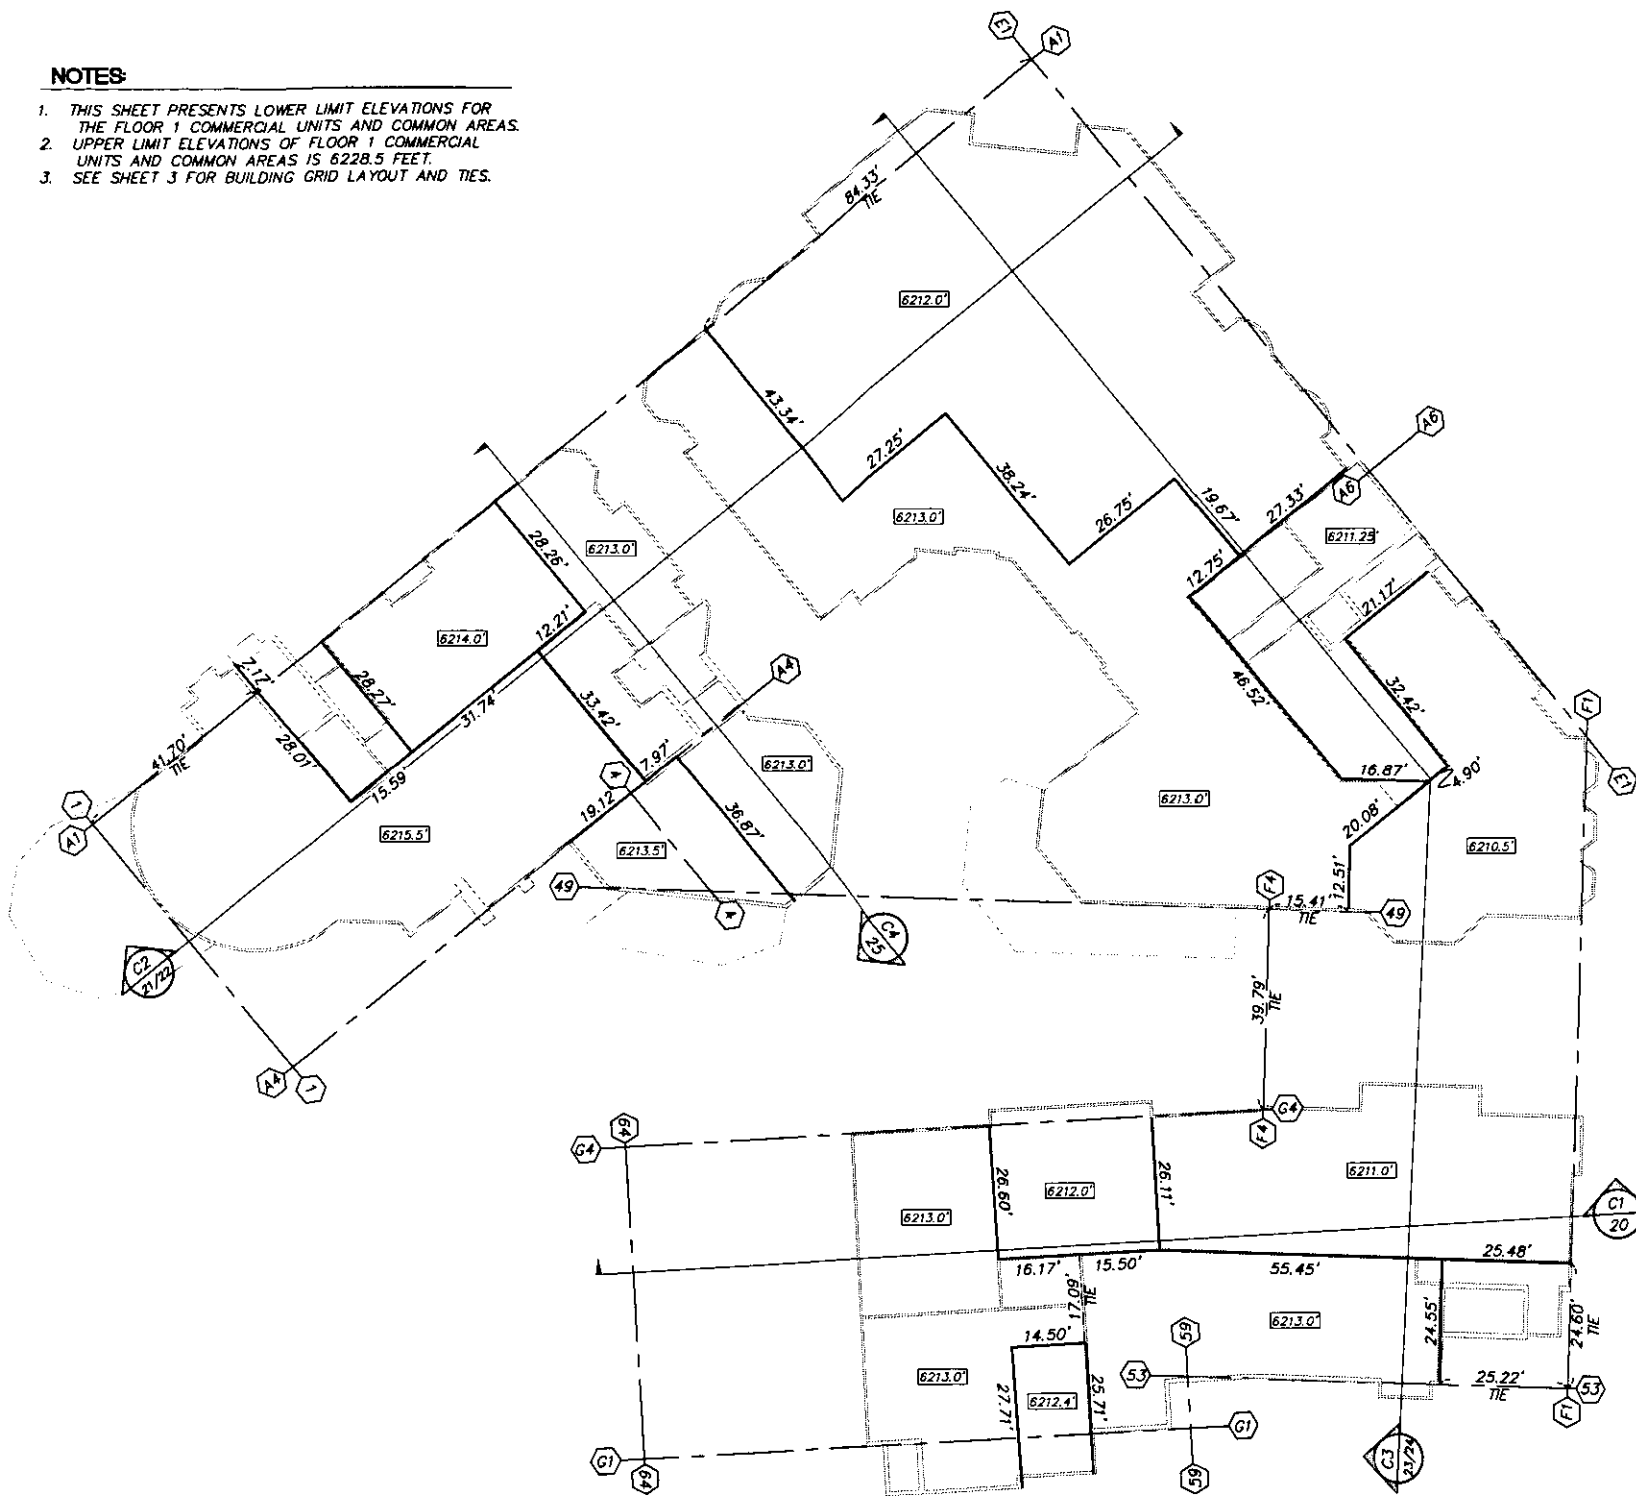 NOTES:
1. THIS SHEET PRESENTS LOWER LIMIT ELEVATIONS FOR
THE FLOOR 1 COMMERCIAL UNITS AND COMMON AREAS.
2. UPPER LIMIT ELEVATIONS OF FLOOR 1 COMMERCIAL
UNITS AND COMMON AREAS IS 6228.5 FEET.
3. SEE SHEET 3 FOR BUILDING GRID LAYOUT AND TIES.
E1
A1
84.33'
TIE
6212.0'
43.34'
27.25'
38.24'
26.75'
19.67'
27.33'
A6
A6
6213.0'
6211.25'
12.75'
21.17'
28.26'
6213.0'
12.21'
6214.0'
7.17'
28.27'
31.74'
33.42'
A4
46.52'
32.42'
F1
41.70'
TIE
28.01'
15.59
7.97'
A
6213.0'
16.87'
4.90'
E1
1
A1
6215.5'
19.12'
36.87'
6213.5'
6213.0'
20.08'
6210.5'
49
A
F4
15.41'
TIE
12.51'
49
C4
25
C2
21/22
39.79'
TIE
A4
1
64
G4
G4
F4
26.60'
6212.0'
26.11'
6211.0'
6213.0'
C1
20
16.17'
15.50'
55.45'
25.48'
17.09'
TIE
14.50'
59
6213.0'
24.55'
24.60'
TIE
6213.0'
27.71'
6212.4'
25.71'
53
25.22'
TIE
53
F1
G1
G1
64
59
C3
23/24